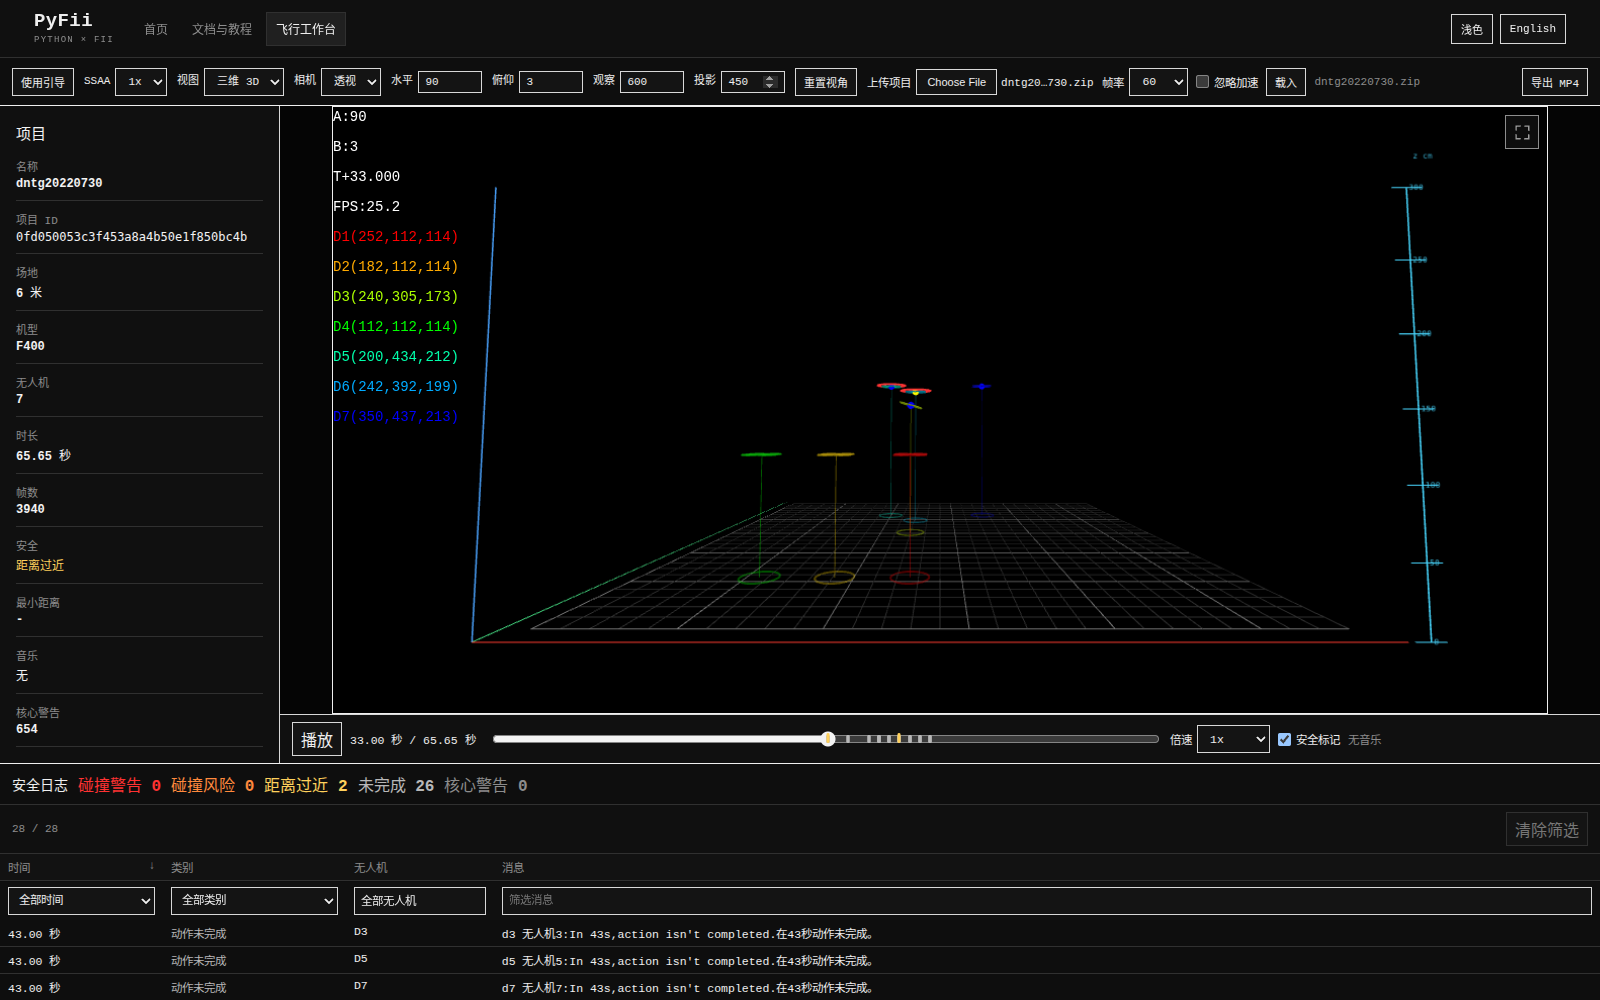 PyFii
PYTHON × FII
首页
文档与教程
飞行工作台
浅色
English
使用引导
SSAA
1x
视图
三维 3D
相机
透视
水平
90
俯仰
3
观察
600
投影
450
重置视角
上传项目
Choose File
dntg20…730.zip
帧率
60
忽略加速
载入
dntg20220730.zip
导出 MP4
项目
名称
dntg20220730
项目 ID
0fd050053c3f453a8a4b50e1f850bc4b
场地
6 米
机型
F400
无人机
7
时长
65.65 秒
帧数
3940
安全
距离过近
最小距离
-
音乐
无
核心警告
654
A:90
B:3
T+33.000
FPS:25.2
D1(252,112,114)
D2(182,112,114)
D3(240,305,173)
D4(112,112,114)
D5(200,434,212)
D6(242,392,199)
D7(350,437,213)
z cm
300
250
200
150
100
50
0
播放
33.00 秒 / 65.65 秒
倍速
1x
安全标记
无音乐
安全日志
碰撞警告 0
碰撞风险 0
距离过近 2
未完成 26
核心警告 0
28 / 28
清除筛选
时间 ↓
类别
无人机
消息
全部时间
全部类别
全部无人机
筛选消息
43.00 秒
动作未完成
D3
d3 无人机3:In 43s,action isn't completed.在43秒动作未完成。
43.00 秒
动作未完成
D5
d5 无人机5:In 43s,action isn't completed.在43秒动作未完成。
43.00 秒
动作未完成
D7
d7 无人机7:In 43s,action isn't completed.在43秒动作未完成。